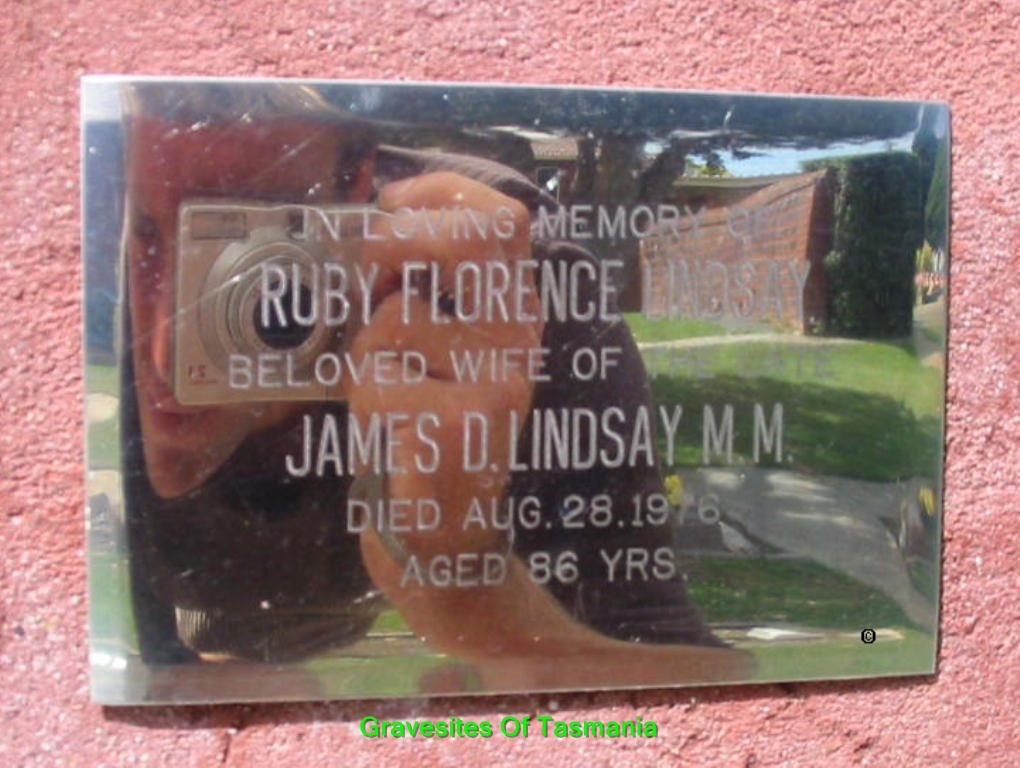 IN LOVING MEMORY OF
RUBY FLORENCE LINDSAY
BELOVED WIFE OF THE LATE
JAMES D. LINDSAY M.M.
DIED AUG. 28. 1976
AGED 86 YRS.
©
Gravesites Of Tasmania